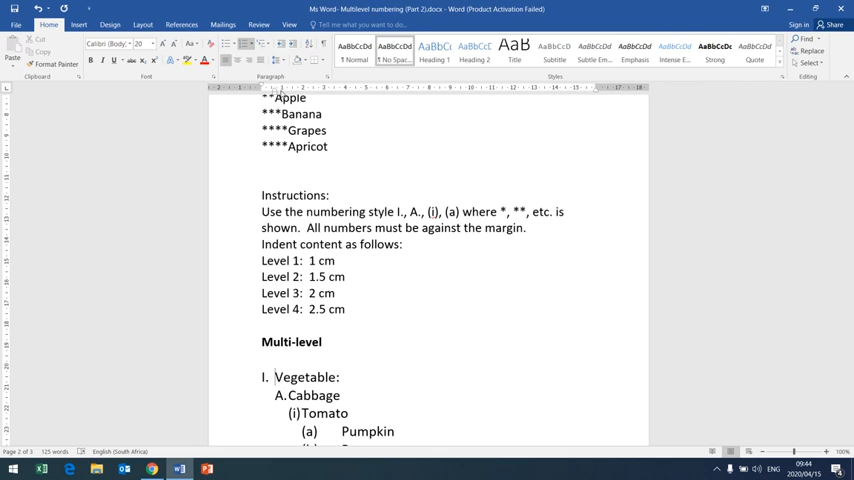 Ms Word- Multilevel numbering (Part 2).docx - Word (Product Activation Failed)
File Home Insert Design Layout References Mailings Review View Tell me what you want to do... Sign in Share
Paste Cut Copy Format Painter
Calibri (Body) 20
AaBbCcDd AaBbCcDd AaBbC( AaBbCcE AaB AaBbCcD AaBbCcDd AaBbCcDd AaBbCcDd AaBbCcDd AaBbCcDd
¶ Normal ¶ No Spac... Heading 1 Heading 2 Title Subtitle Subtle Em... Emphasis Intense E... Strong Quote
Find Replace Select
Clipboard Font Paragraph Styles Editing
**Apple
***Banana
****Grapes
****Apricot
Instructions:
Use the numbering style I., A., (i), (a) where *, **, etc. is
shown. All numbers must be against the margin.
Indent content as follows:
Level 1: 1 cm
Level 2: 1.5 cm
Level 3: 2 cm
Level 4: 2.5 cm
Multi-level
I. Vegetable:
A. Cabbage
(i) Tomato
(a) Pumpkin
Page 2 of 3 125 words English (South Africa) 100%
ENG 09:44
2020/04/15